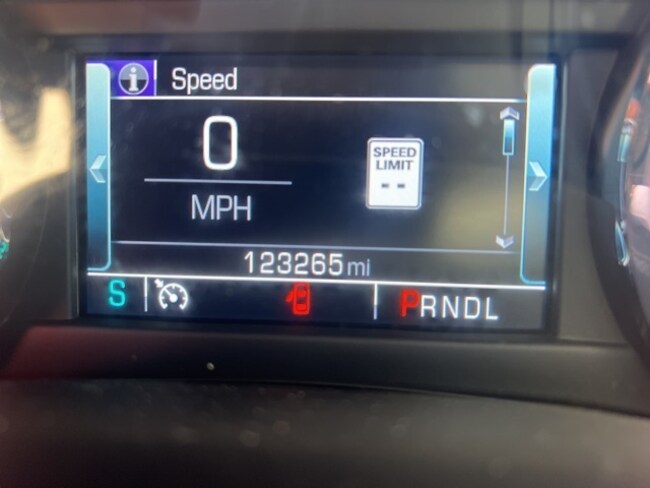 i Speed
0
MPH
SPEED
LIMIT
--
123265 mi
S
PRNDL